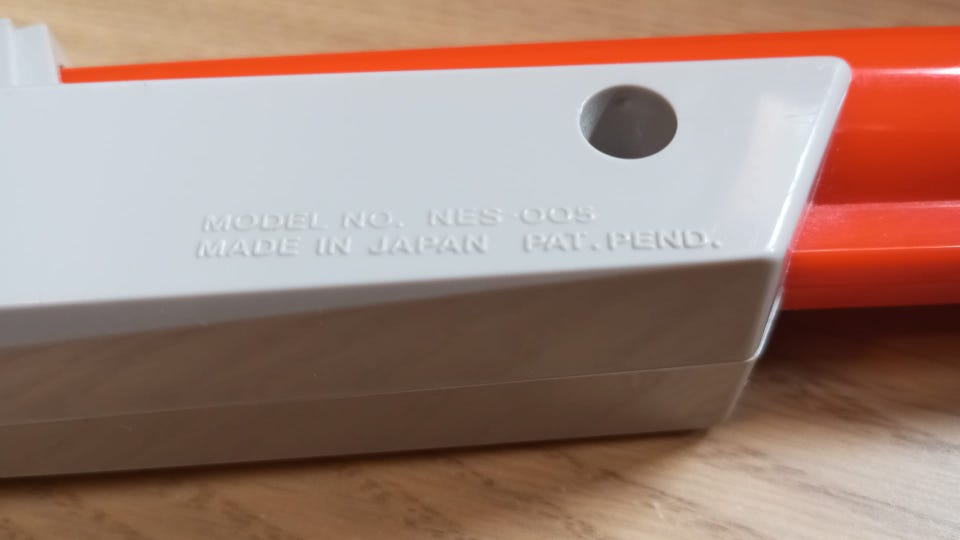 MODEL NO. NES-005
MADE IN JAPAN PAT. PEND.